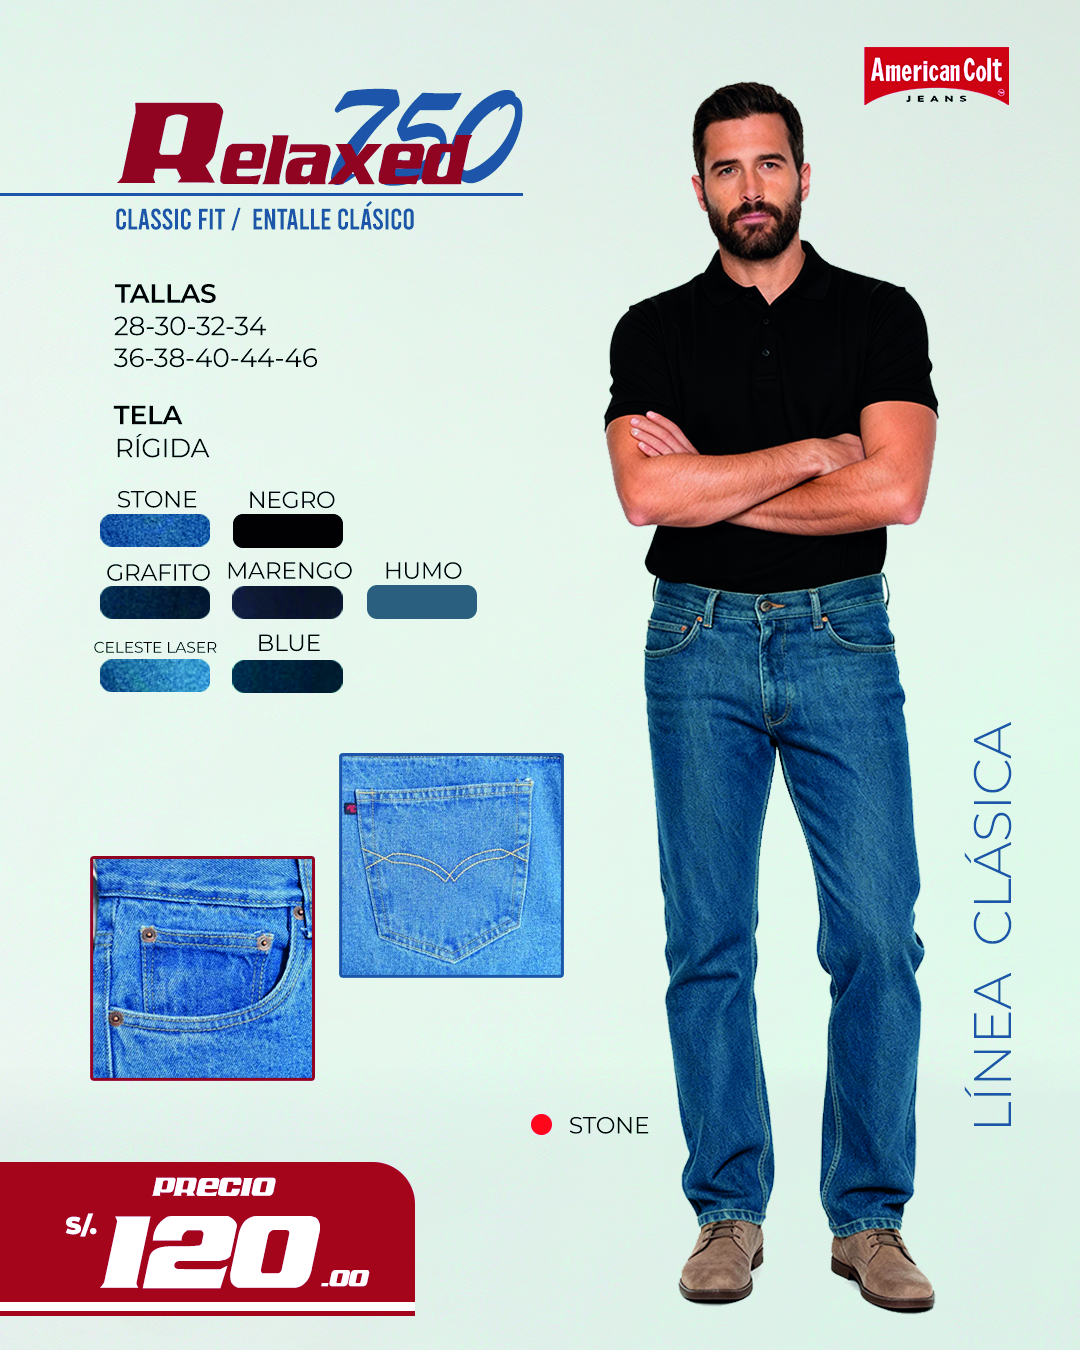 American Colt
JEANS
Relaxed 750
CLASSIC FIT / ENTALLE CLÁSICO
TALLAS
28-30-32-34
36-38-40-44-46
TELA
RÍGIDA
STONE NEGRO
GRAFITO MARENGO HUMO
CELESTE LASER BLUE
LÍNEA CLÁSICA
STONE
PRECIO
S/. 120.00